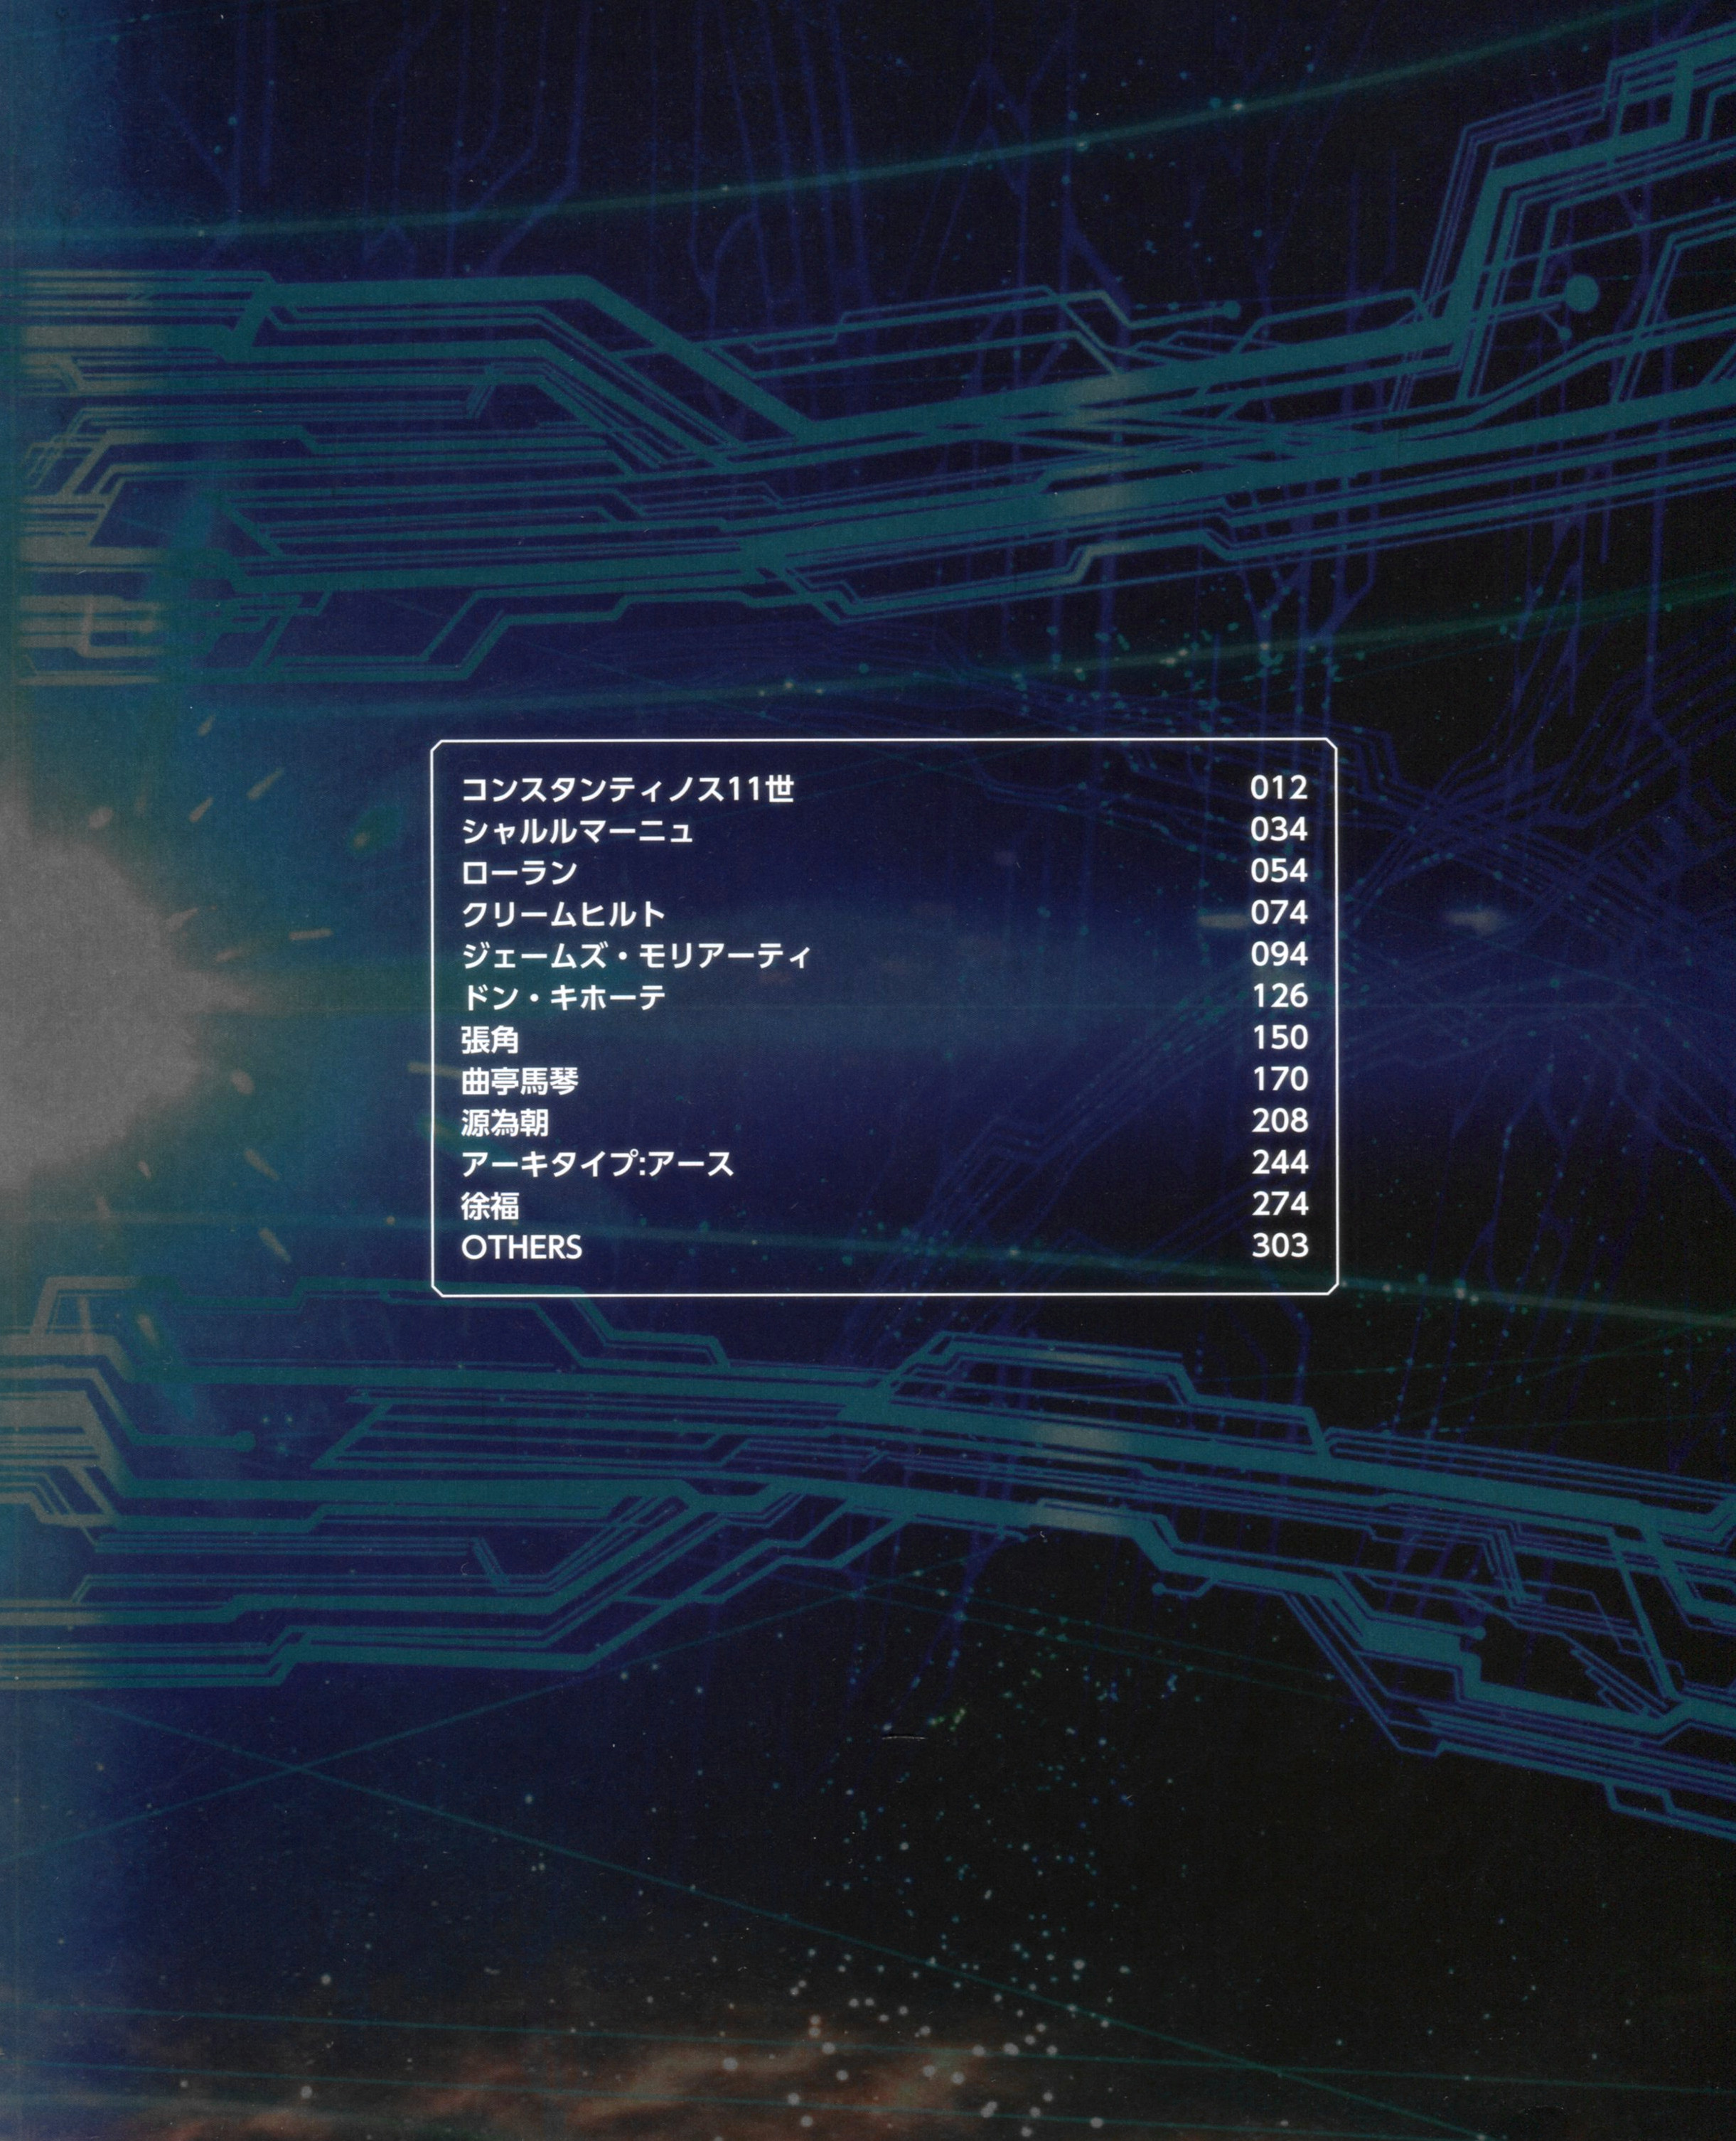 コンスタンティノス11世 012
シャルルマーニュ 034
ローラン 054
クリームヒルト 074
ジェームズ・モリアーティ 094
ドン・キホーテ 126
張角 150
曲亭馬琴 170
源為朝 208
アーキタイプ:アース 244
徐福 274
OTHERS 303